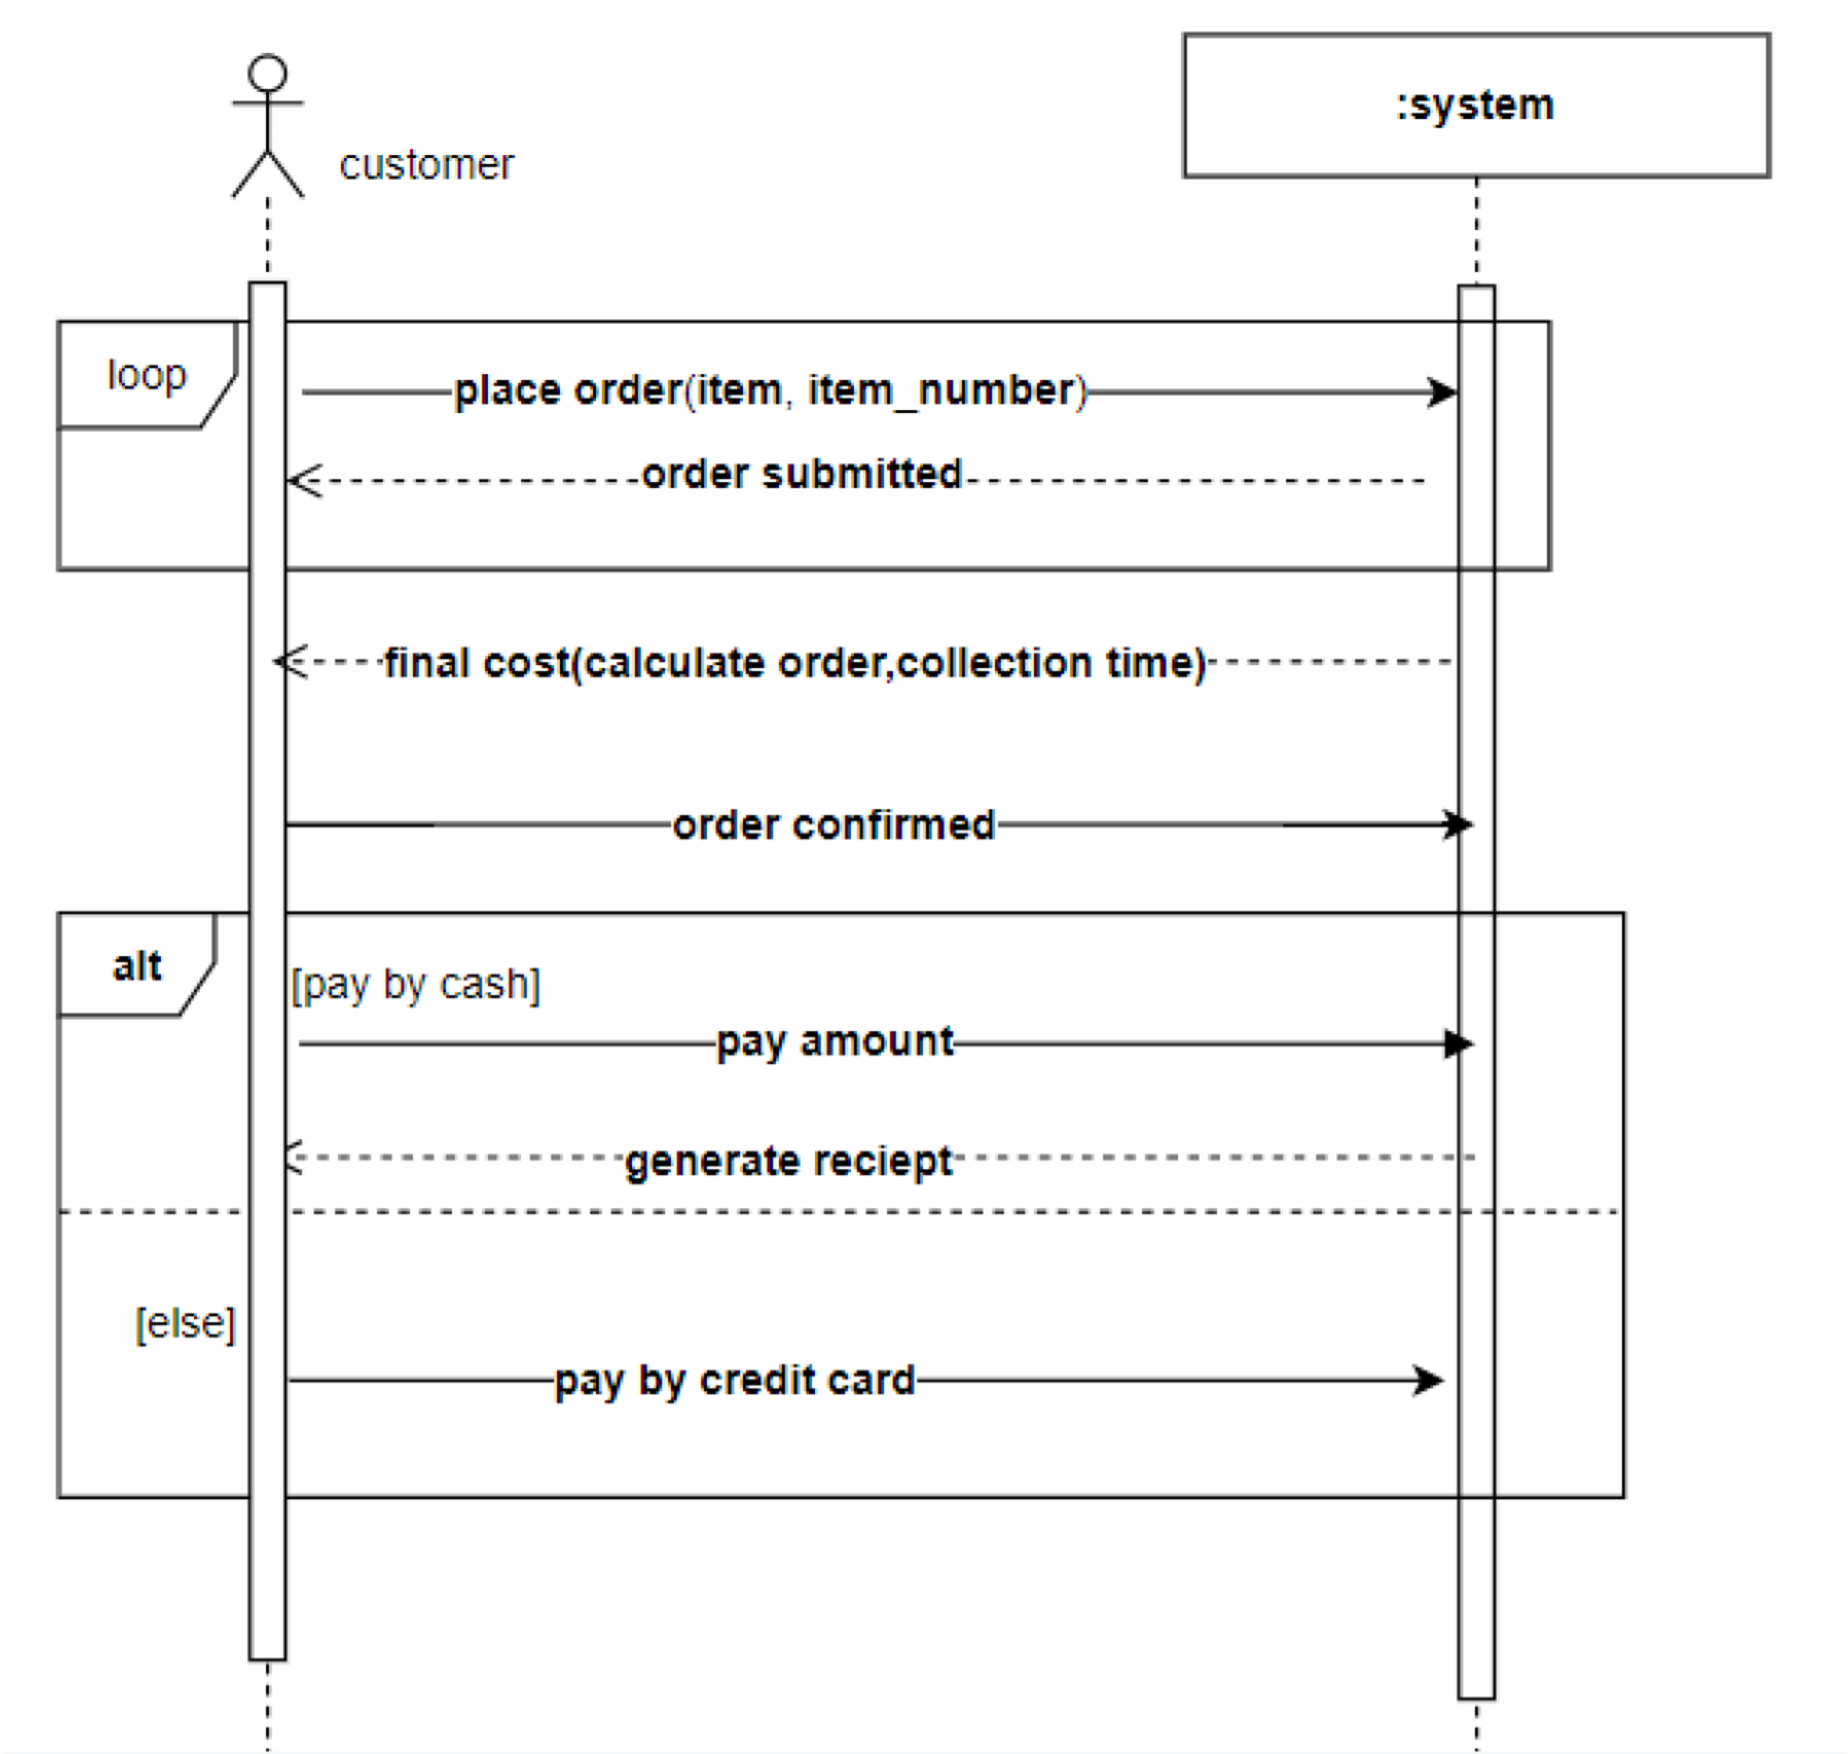 :system
customer
loop
place order(item, item_number)
order submitted
final cost(calculate order,collection time)
order confirmed
alt
[pay by cash]
pay amount
generate reciept
[else]
pay by credit card